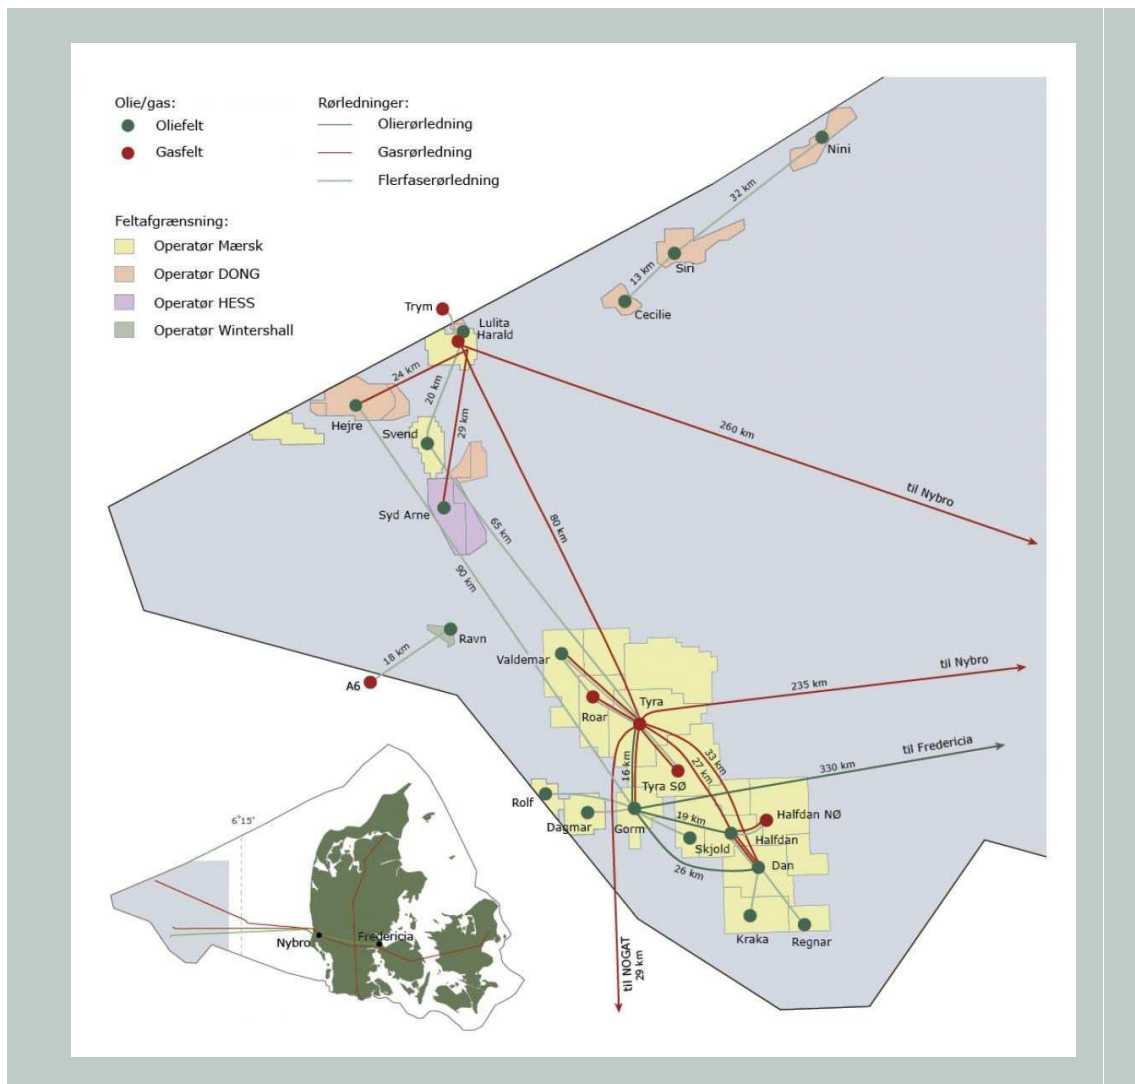 Olie/gas:
Oliefelt
Gasfelt
Rørledninger:
Olierørledning
Gasrørledning
Flerfaserørledning
Feltafgrænsning:
Operatør Mærsk
Operatør DONG
Operatør HESS
Operatør Wintershall
Nini
32 km
Siri
13 km
Cecilie
Trym
Lulita
Harald
24 km
20 km
29 km
Hejre
Svend
260 km
til Nybro
Syd Arne
65 km
80 km
90 km
Ravn
18 km
A6
Valdemar
Tyra
Roar
235 km
til Nybro
til Fredericia
330 km
16 km
27 km
33 km
Tyra SØ
Rolf
Dagmar
Gorm
19 km
Halfdan NØ
Halfdan
Skjold
Dan
26 km
Kraka
Regnar
til NOGAT
29 km
6°15'
Nybro
Fredericia